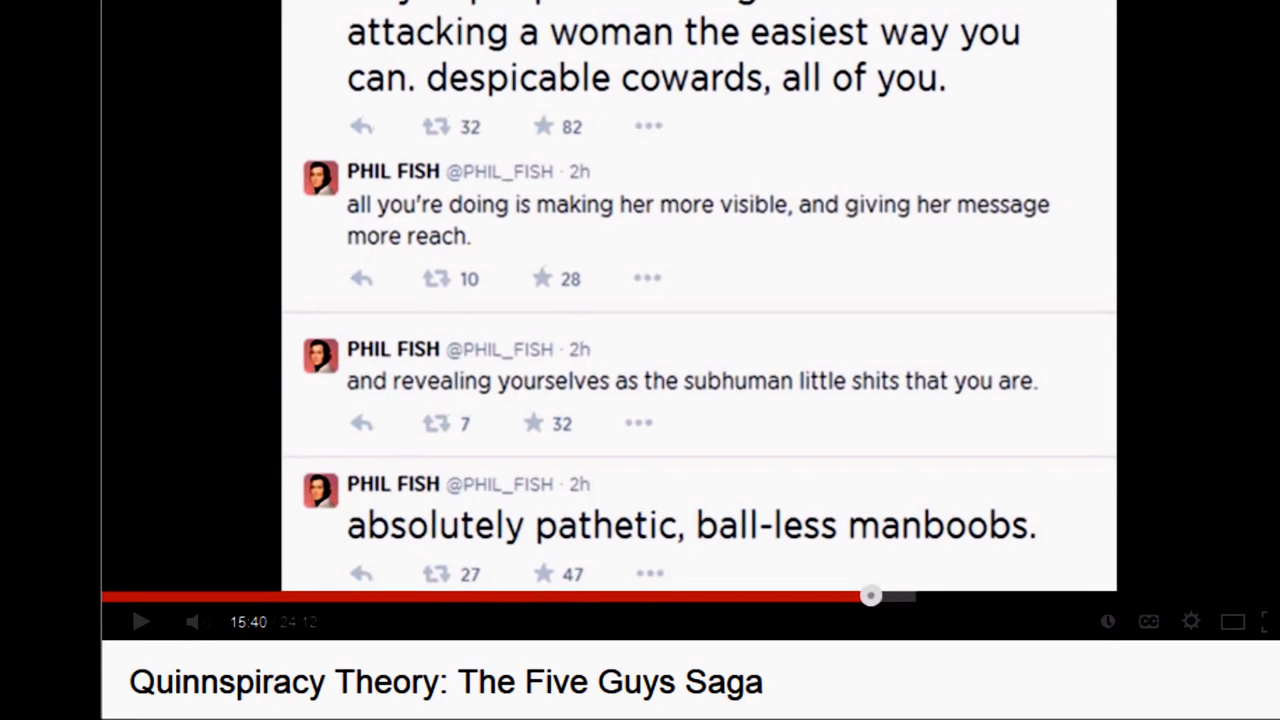 attacking a woman the easiest way you
can. despicable cowards, all of you.
32 82
PHIL FISH @PHIL_FISH · 2h
all you're doing is making her more visible, and giving her message
more reach.
10 28
PHIL FISH @PHIL_FISH · 2h
and revealing yourselves as the subhuman little shits that you are.
7 32
PHIL FISH @PHIL_FISH · 2h
absolutely pathetic, ball-less manboobs.
27 47
15:40 / 24:12
CC
Quinnspiracy Theory: The Five Guys Saga